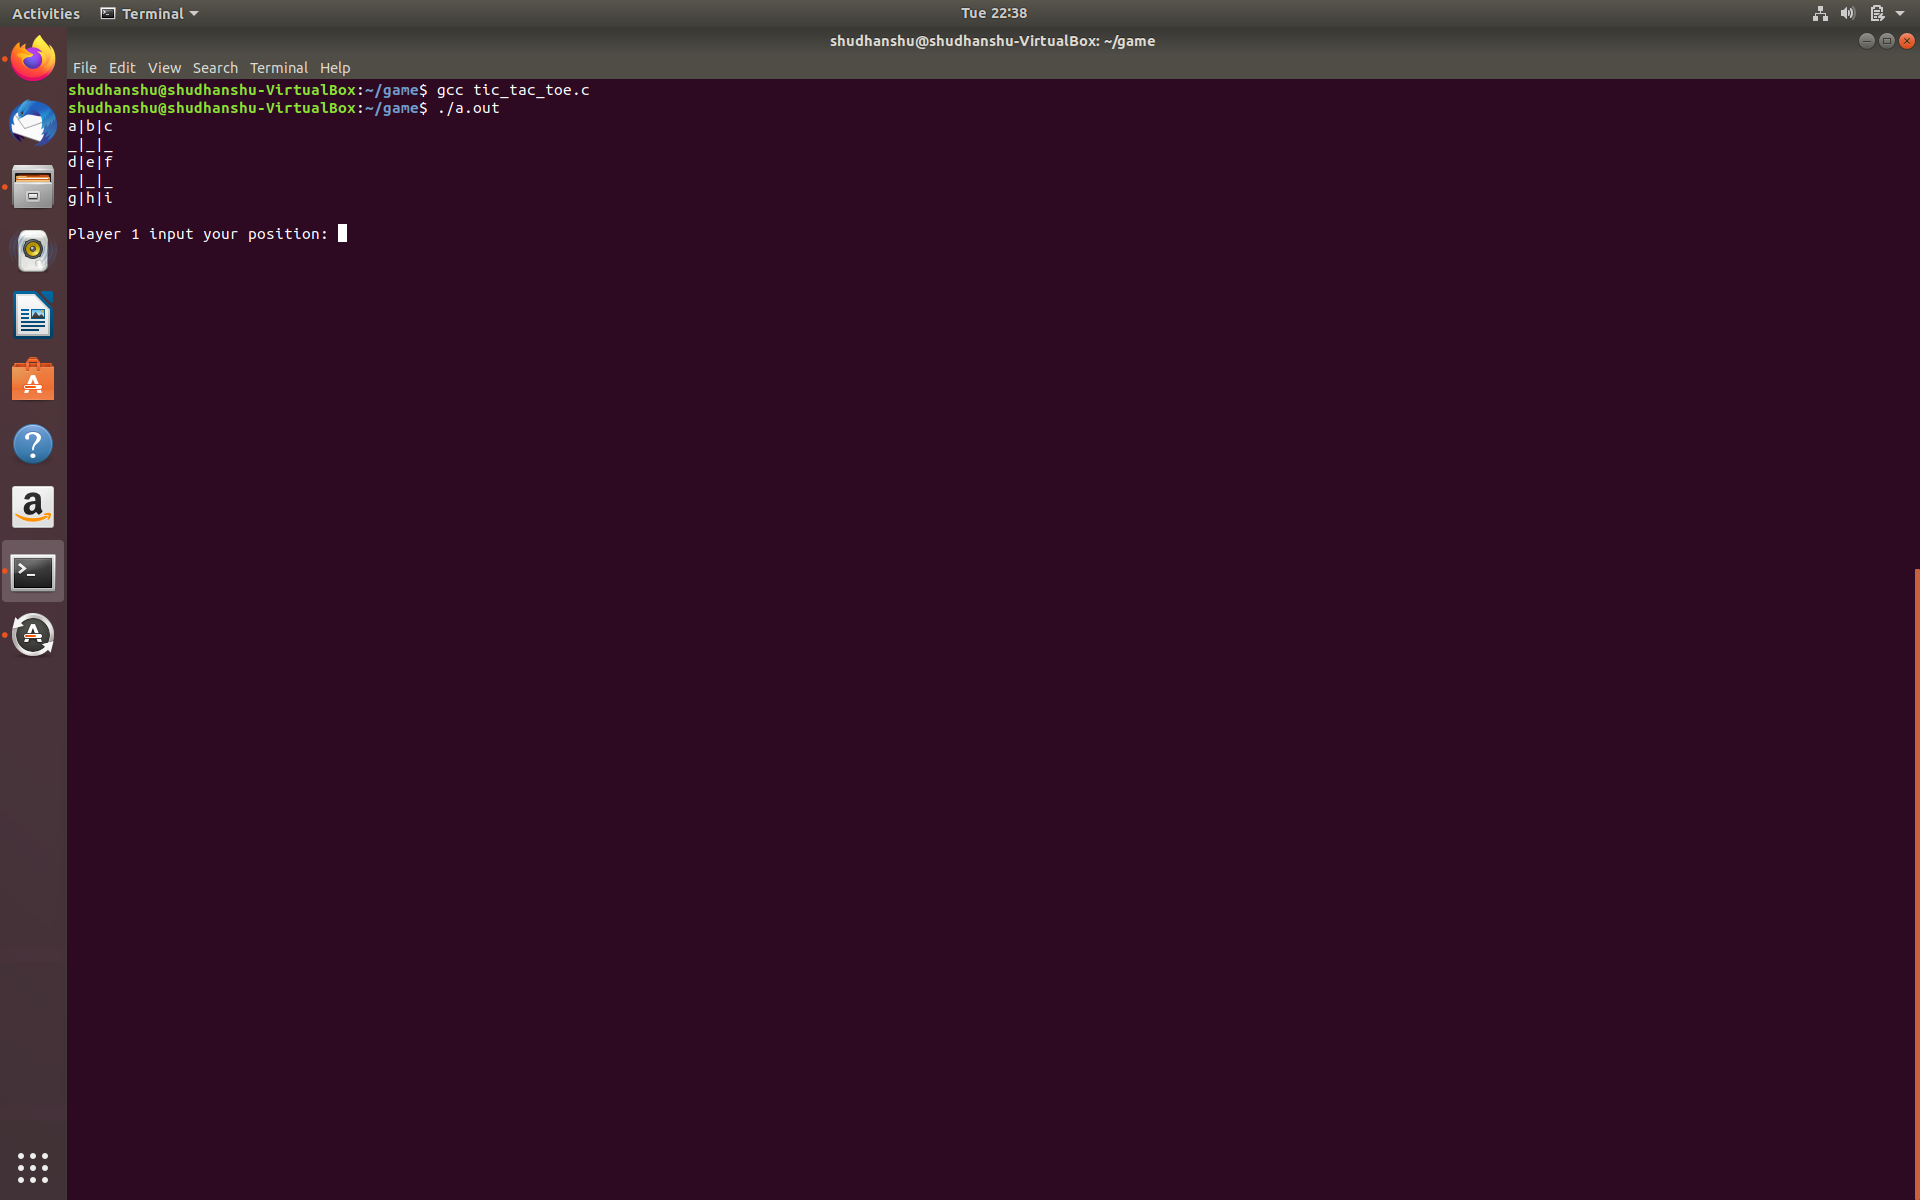 Activities Terminal Tue 22:38
shudhanshu@shudhanshu-VirtualBox: ~/game
File Edit View Search Terminal Help
shudhanshu@shudhanshu-VirtualBox:~/game$ gcc tic_tac_toe.c
shudhanshu@shudhanshu-VirtualBox:~/game$ ./a.out
a|b|c
_|_|_
d|e|f
_|_|_
g|h|i
Player 1 input your position: